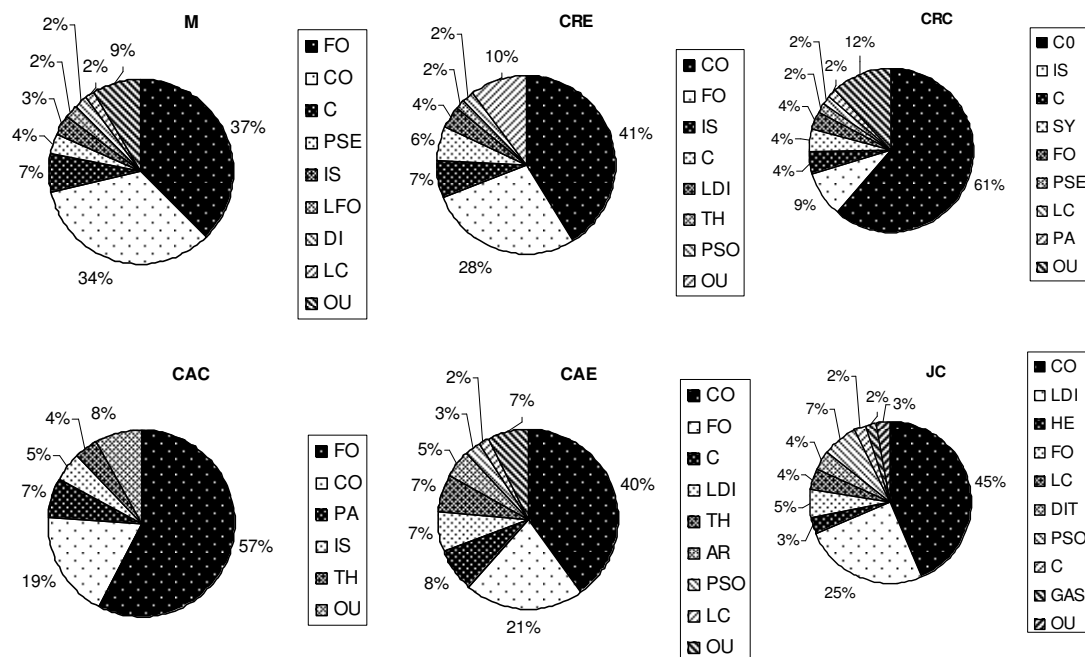 M
37%
34%
7%
4%
3%
2%
2%
2%
9%
FO
CO
C
PSE
IS
LFO
DI
LC
OU
CRE
41%
28%
7%
6%
4%
2%
2%
10%
CO
FO
IS
C
LDI
TH
PSO
OU
CRC
61%
9%
4%
4%
4%
2%
2%
2%
12%
C0
IS
C
SY
FO
PSE
LC
PA
OU
CAC
57%
19%
7%
5%
4%
8%
FO
CO
PA
IS
TH
OU
CAE
40%
21%
8%
7%
7%
5%
3%
2%
7%
CO
FO
C
LDI
TH
AR
PSO
LC
OU
JC
45%
25%
3%
5%
4%
4%
7%
2%
2%
3%
CO
LDI
HE
FO
LC
DIT
PSO
C
GAS
OU